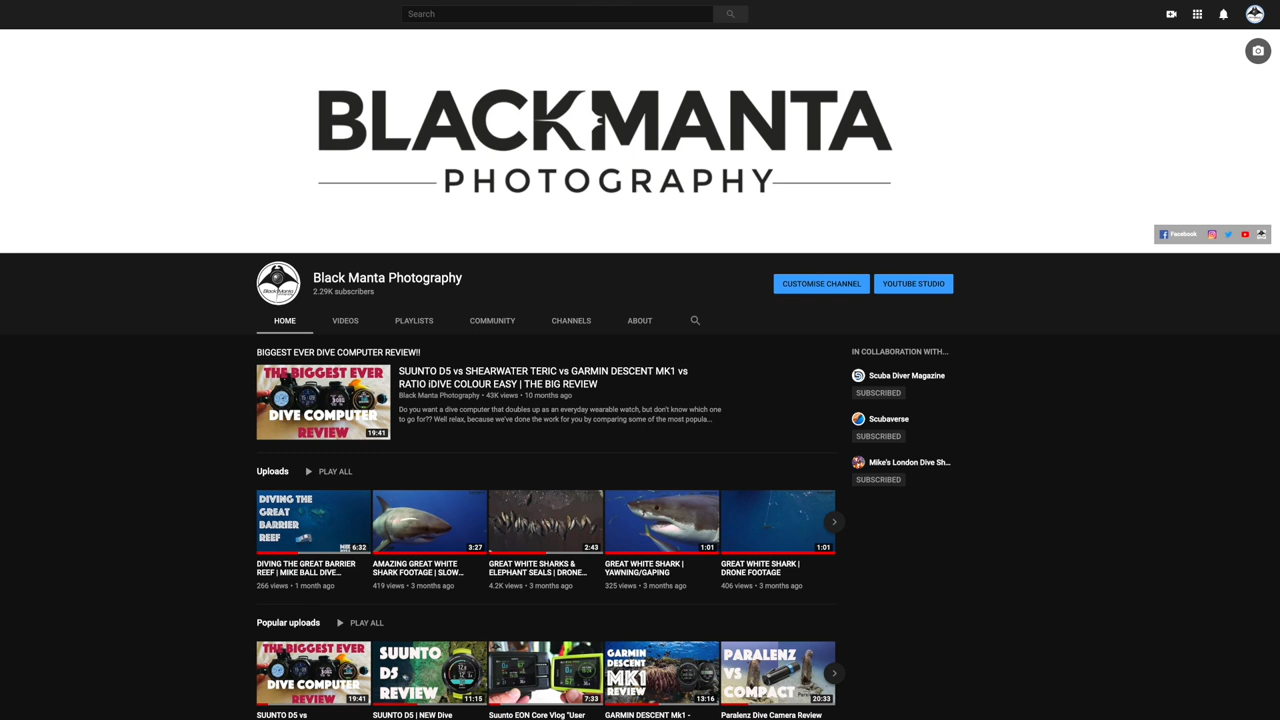 Search
BLACKMANTA
PHOTOGRAPHY
Facebook
Black Manta Photography
2.29K subscribers
CUSTOMISE CHANNEL
YOUTUBE STUDIO
HOME
VIDEOS
PLAYLISTS
COMMUNITY
CHANNELS
ABOUT
BIGGEST EVER DIVE COMPUTER REVIEW!!
THE BIGGEST EVER
DIVE COMPUTER
REVIEW
19:41
SUUNTO D5 vs SHEARWATER TERIC vs GARMIN DESCENT MK1 vs
RATIO iDIVE COLOUR EASY | THE BIG REVIEW
Black Manta Photography • 43K views • 10 months ago
Do you want a dive computer that doubles up as an everyday wearable watch, but don't know which one
to go for?? Well relax, because we've done the work for you by comparing some of the most popula...
IN COLLABORATION WITH...
Scuba Diver Magazine
SUBSCRIBED
Scubaverse
SUBSCRIBED
Mike's London Dive Sh...
SUBSCRIBED
Uploads
PLAY ALL
DIVING THE
GREAT
BARRIER
REEF
6:32
DIVING THE GREAT BARRIER
REEF | MIKE BALL DIVE...
266 views • 1 month ago
3:27
AMAZING GREAT WHITE
SHARK FOOTAGE | SLOW...
419 views • 3 months ago
2:43
GREAT WHITE SHARKS &
ELEPHANT SEALS | DRONE...
4.2K views • 3 months ago
1:01
GREAT WHITE SHARK |
YAWNING/GAPING
325 views • 3 months ago
1:01
GREAT WHITE SHARK |
DRONE FOOTAGE
406 views • 3 months ago
Popular uploads
PLAY ALL
THE BIGGEST EVER
DIVE COMPUTER
REVIEW
19:41
SUUNTO D5 vs
SUUNTO
D5
REVIEW
11:15
SUUNTO D5 | NEW Dive
7:33
Suunto EON Core Vlog "User
GARMIN
DESCENT
MK1
REVIEW
13:16
GARMIN DESCENT Mk1 -
PARALENZ
VS
COMPACT
20:33
Paralenz Dive Camera Review